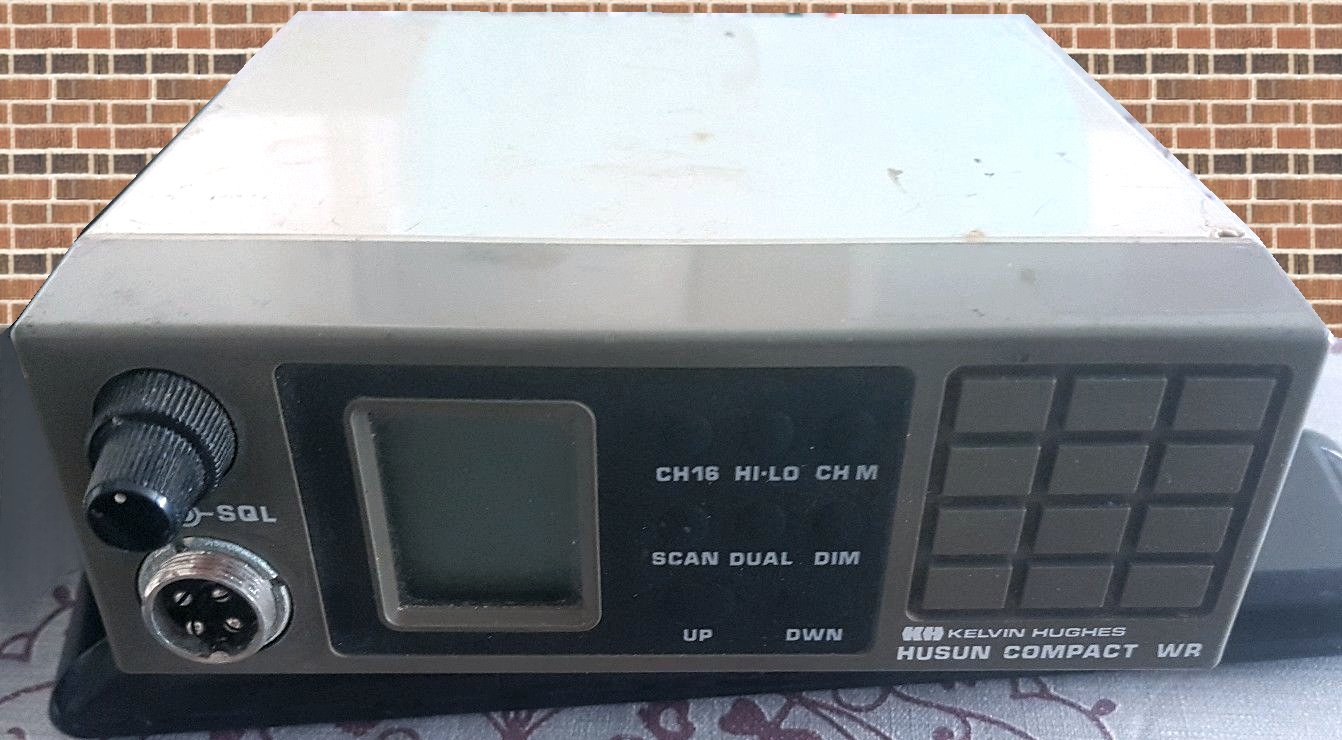 SQL
CH16 HI·LO CH M
SCAN DUAL DIM
UP DWN
KH KELVIN HUGHES
HUSUN COMPACT WR